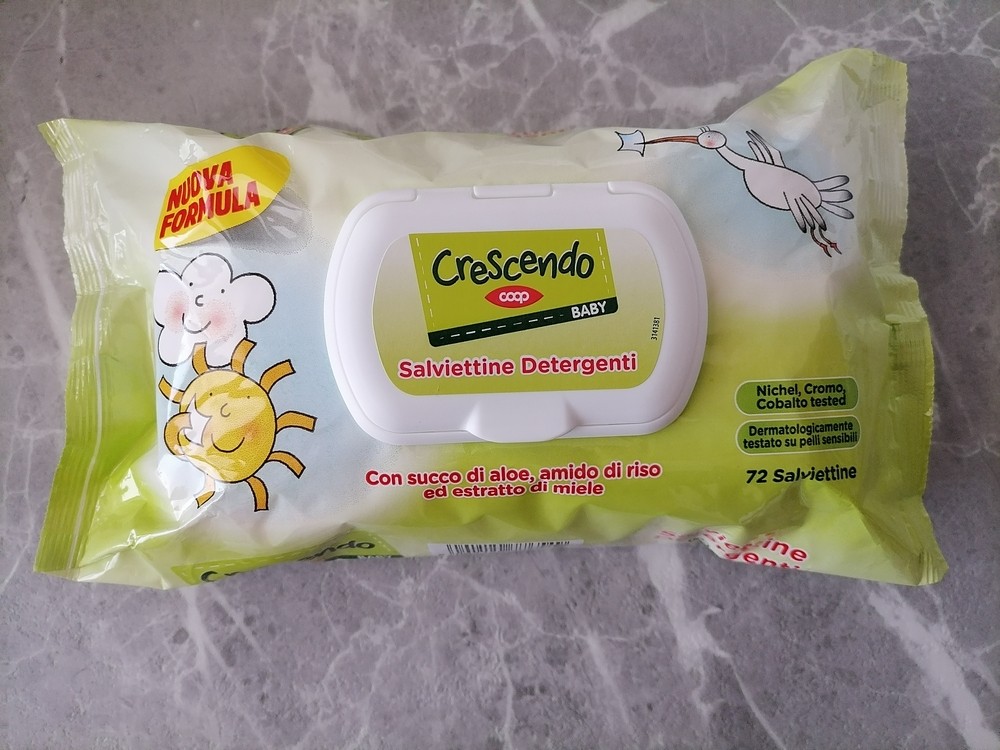 NUOVA
FORMULA
Crescendo
coop
BABY
3141381
Salviettine Detergenti
Nichel, Cromo,
Cobalto tested
Dermatologicamente
testato su pelli sensibili
72 Salviettine
Con succo di aloe, amido di riso
ed estratto di miele